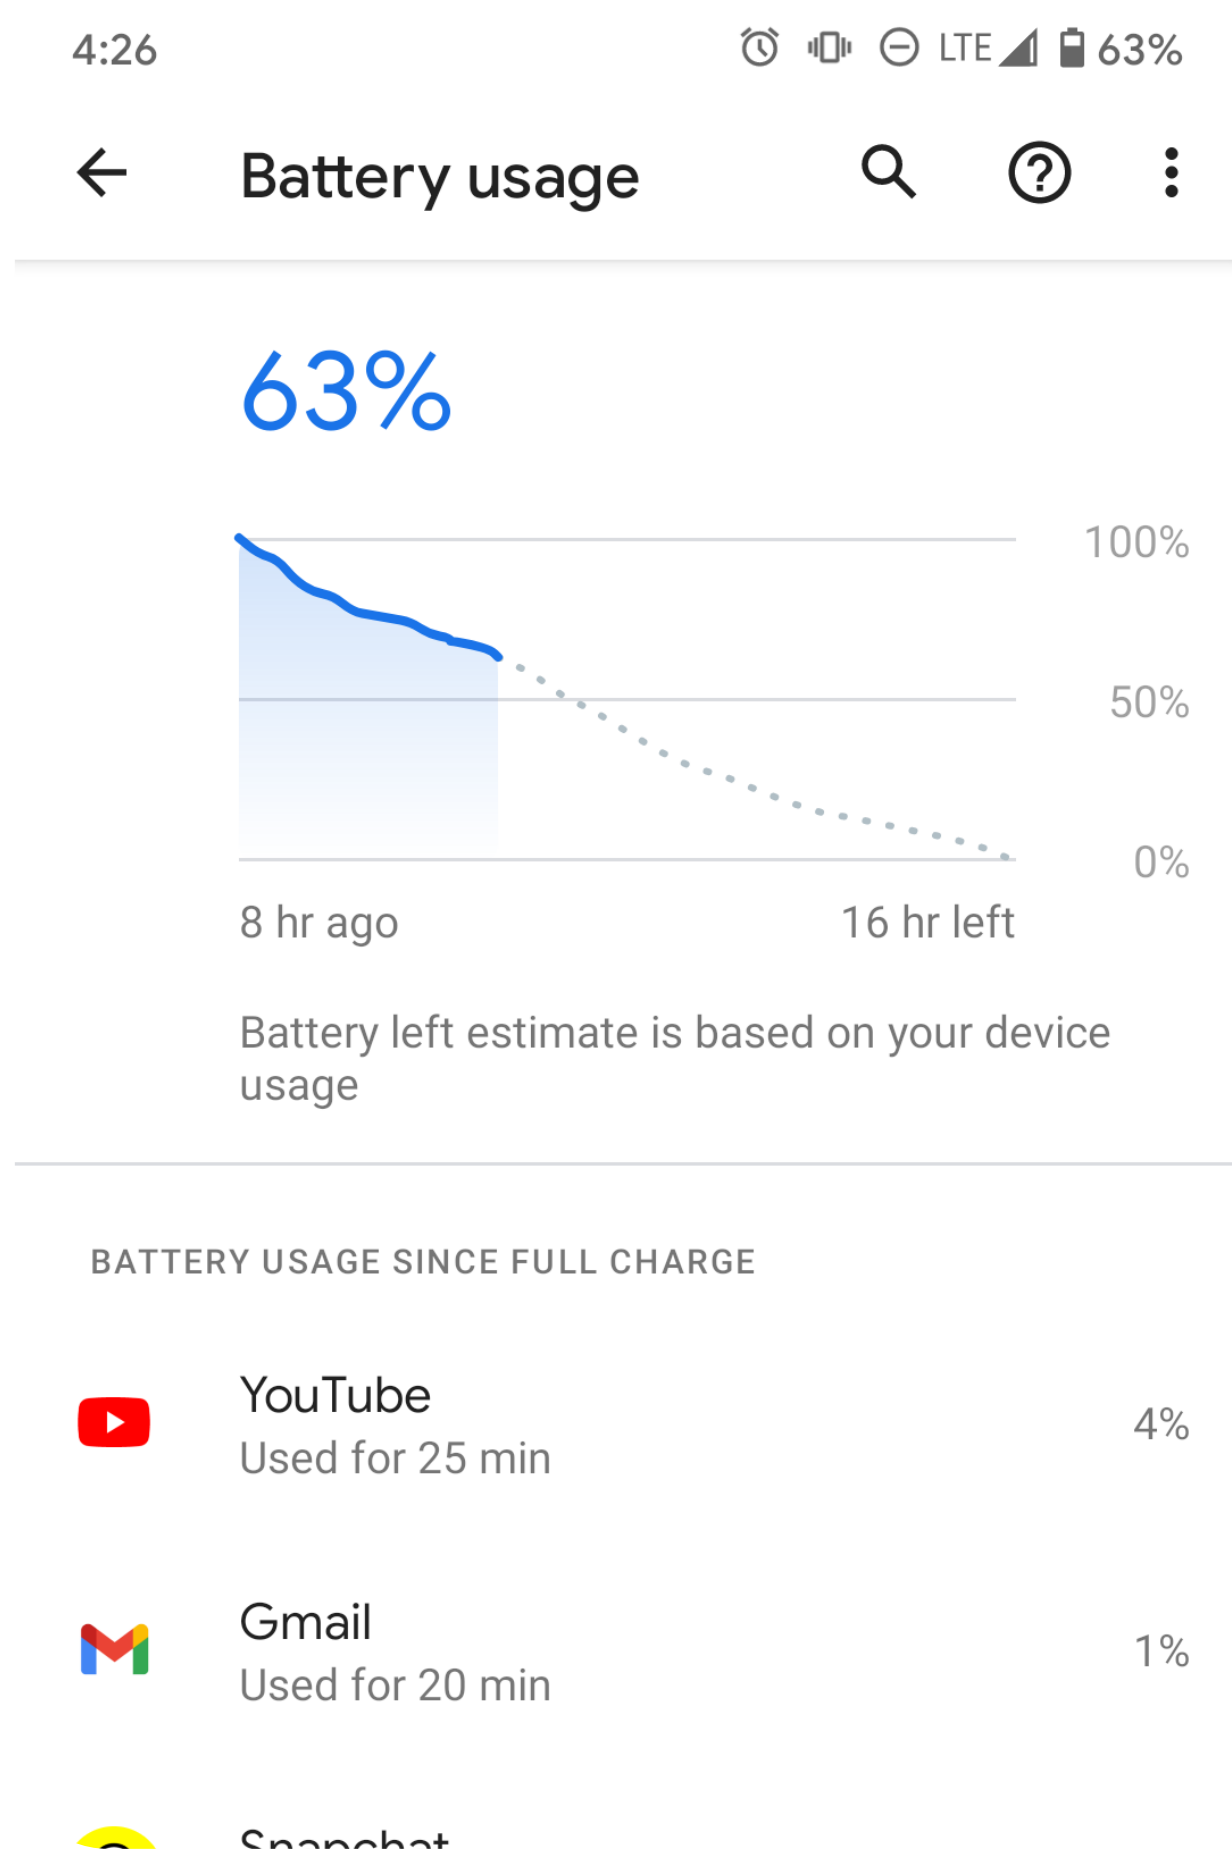 4:26 LTE 63%
Battery usage
63%
100%
50%
0%
8 hr ago 16 hr left
Battery left estimate is based on your device
usage
BATTERY USAGE SINCE FULL CHARGE
YouTube
4%
Used for 25 min
Gmail
1%
Used for 20 min
Snapchat